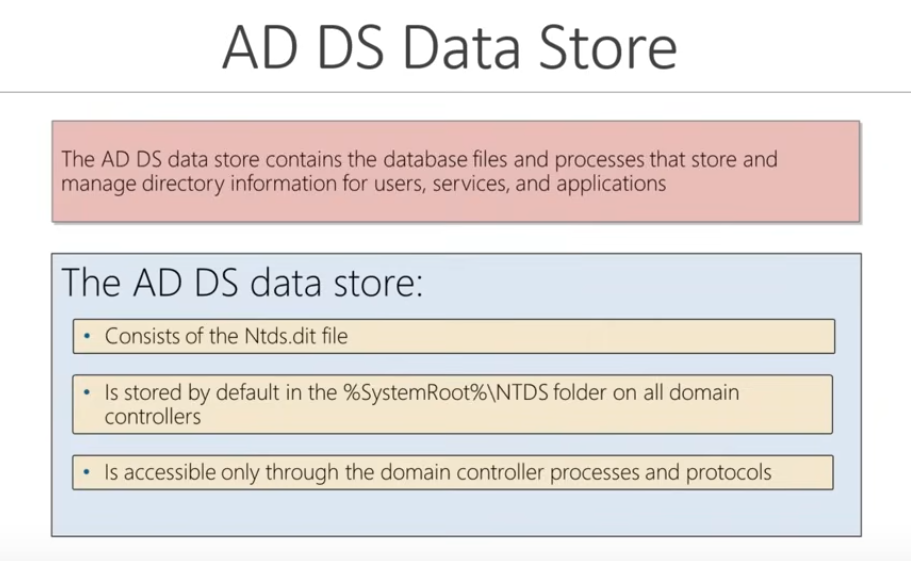 AD DS Data Store
The AD DS data store contains the database files and processes that store and
manage directory information for users, services, and applications
The AD DS data store:
• Consists of the Ntds.dit file
• Is stored by default in the %SystemRoot%\NTDS folder on all domain
controllers
• Is accessible only through the domain controller processes and protocols